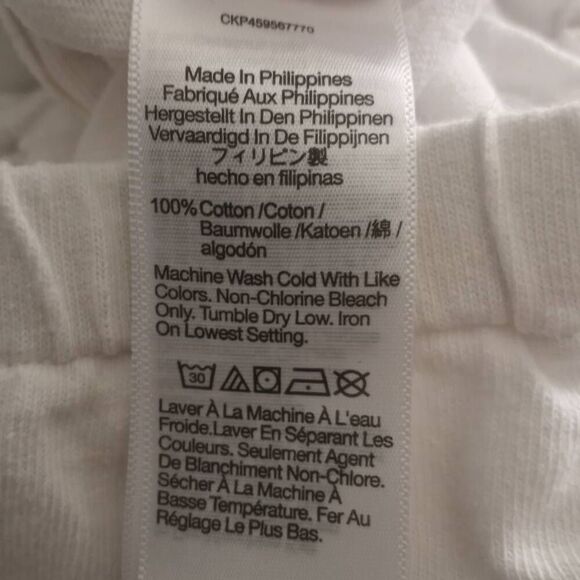 CKP459567770
Made In Philippines
Fabriqué Aux Philippines
Hergestellt In Den Philippinen
Vervaardigd In De Filippijnen
フィリピン製
hecho en filipinas
100% Cotton /Coton /
Baumwolle /Katoen /綿 /
algodón
Machine Wash Cold With Like
Colors. Non-Chlorine Bleach
Only. Tumble Dry Low. Iron
On Lowest Setting.
30
Laver À La Machine À L'eau
Froide.Laver En Séparant Les
Couleurs. Seulement Agent
De Blanchiment Non-Chlore.
Sécher À La Machine À
Basse Température. Fer Au
Réglage Le Plus Bas.